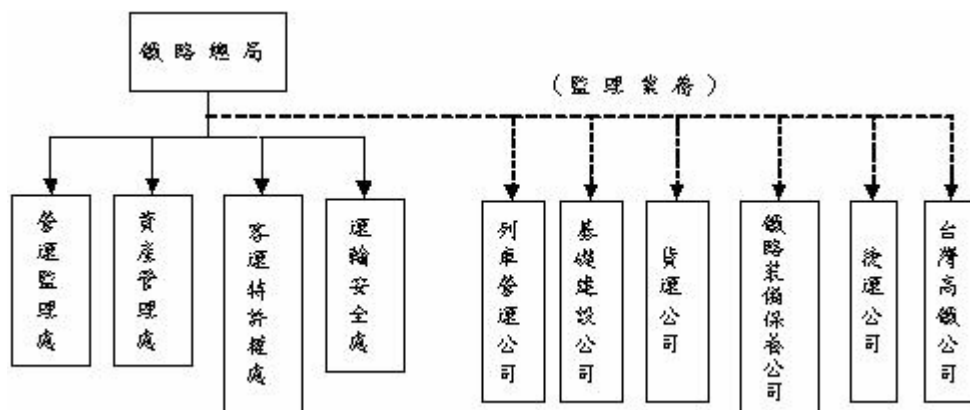 鐵路總局
(監理業務)
營運監理處
資產管理處
客運特許權處
運輸安全處
列車營運公司
基礎建設公司
貨運公司
鐵路裝備保養公司
捷運公司
台灣高鐵公司